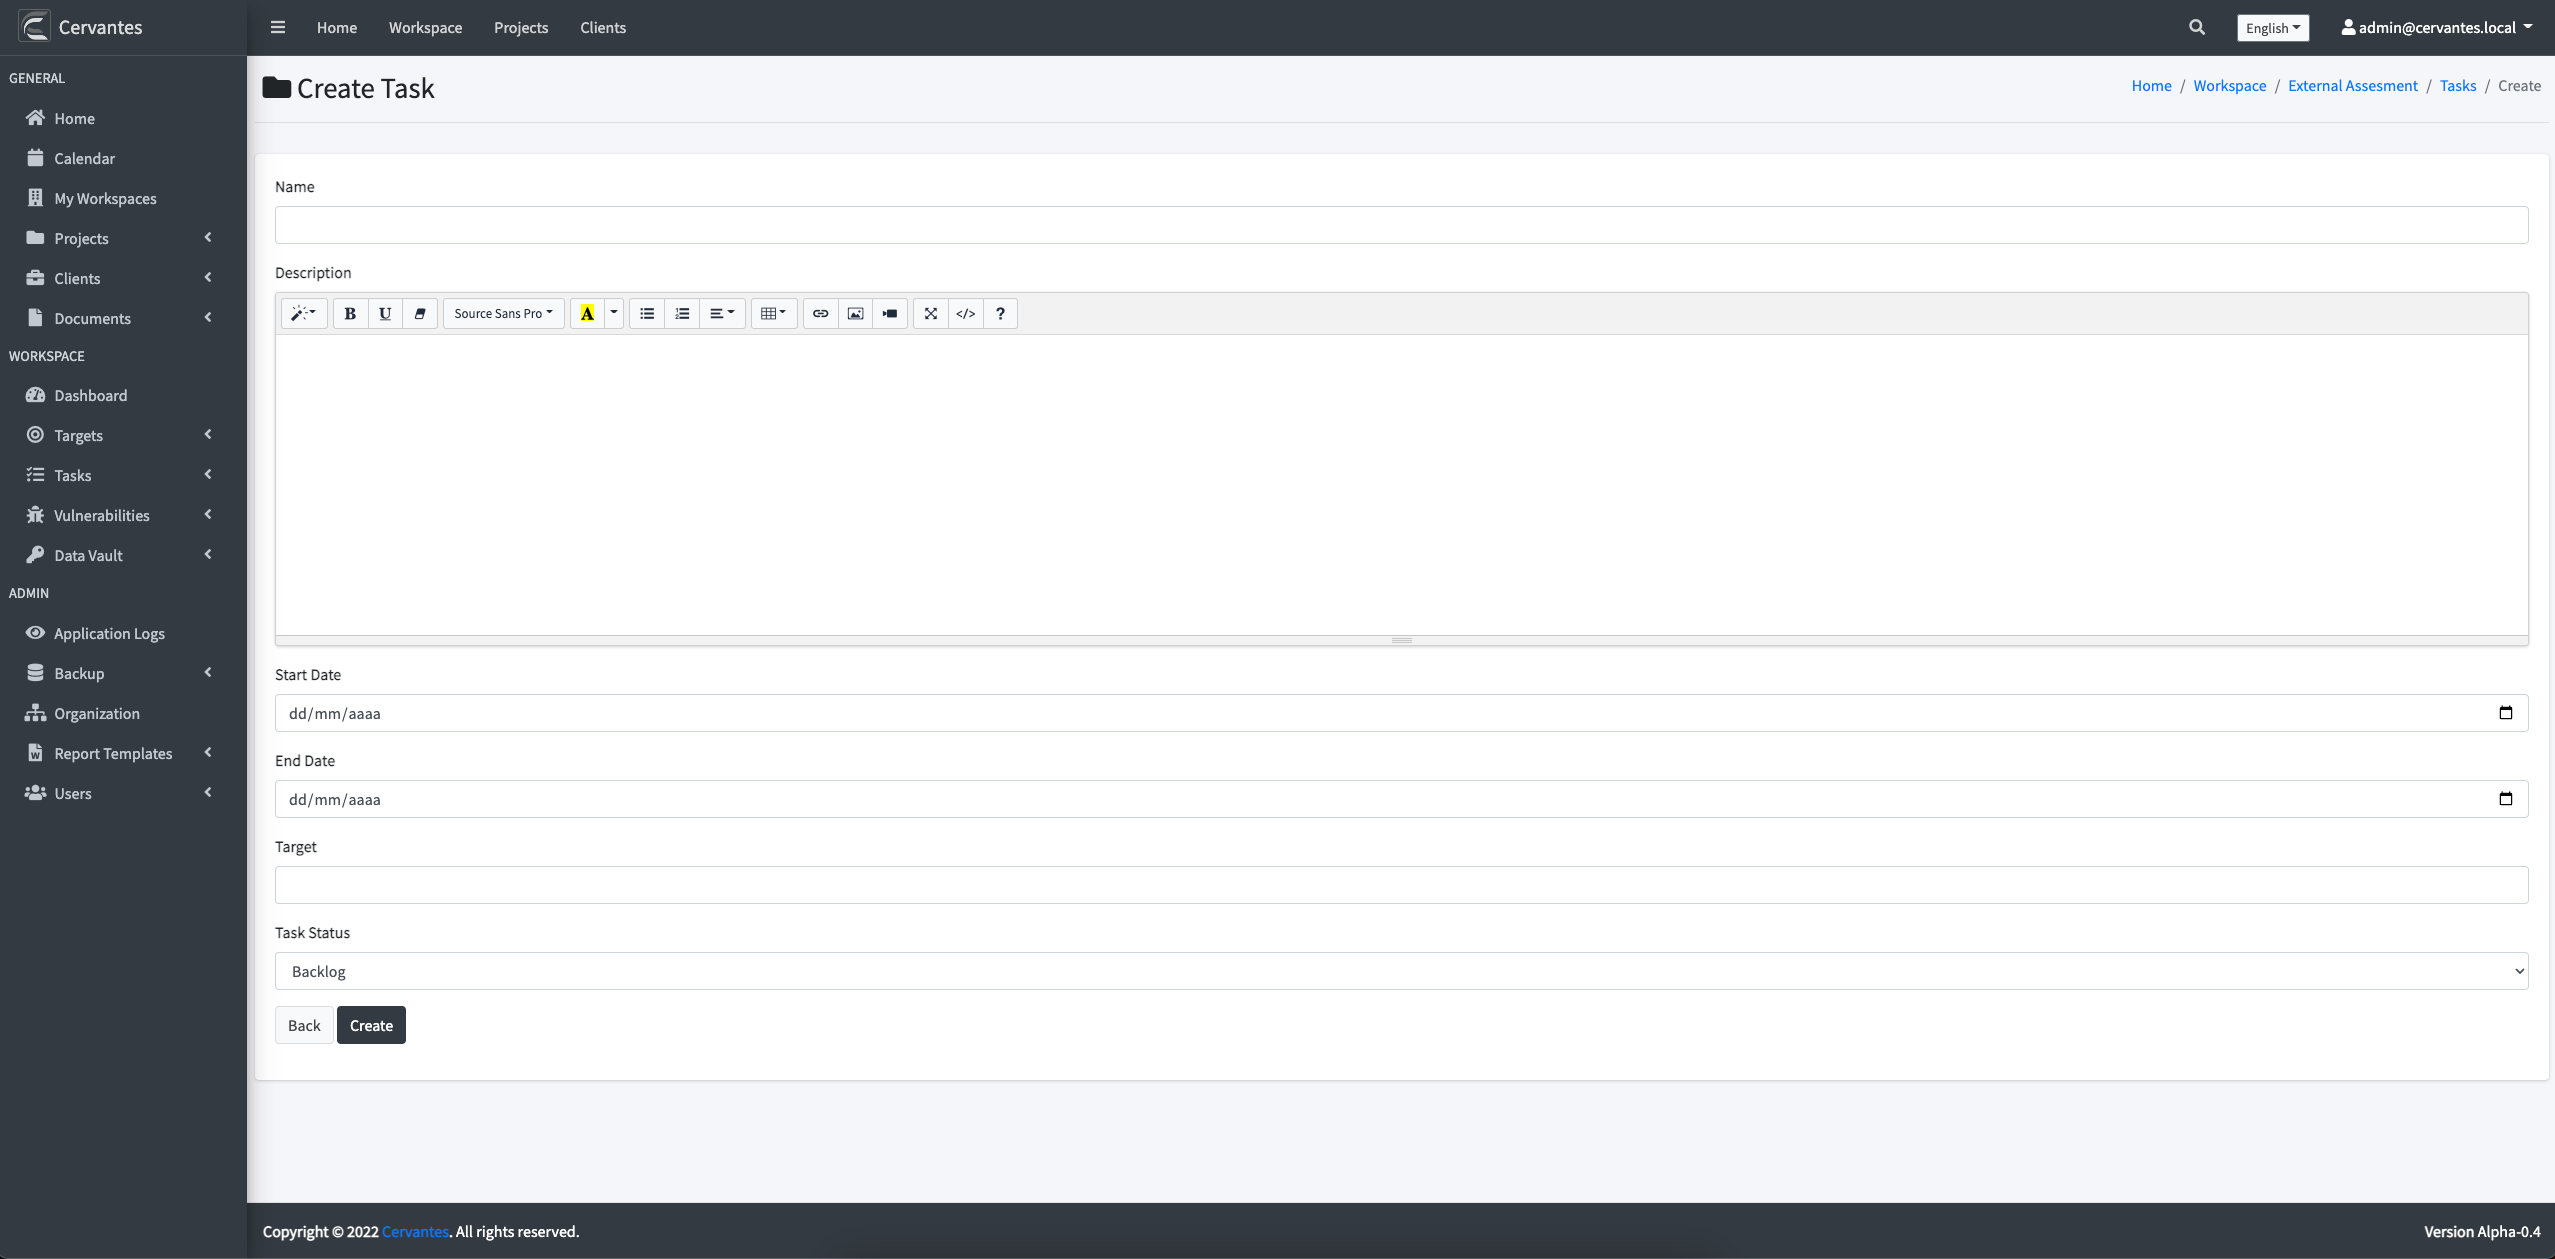 Cervantes
Home Workspace Projects Clients
English
admin@cervantes.local
GENERAL
Home
Calendar
My Workspaces
Projects
Clients
Documents
WORKSPACE
Dashboard
Targets
Tasks
Vulnerabilities
Data Vault
ADMIN
Application Logs
Backup
Organization
Report Templates
Users
Create Task
Home / Workspace / External Assesment / Tasks / Create
Name
Description
B U Source Sans Pro A </> ?
Start Date
dd/mm/aaaa
End Date
dd/mm/aaaa
Target
Task Status
Backlog
Back Create
Copyright © 2022 Cervantes. All rights reserved.
Version Alpha-0.4